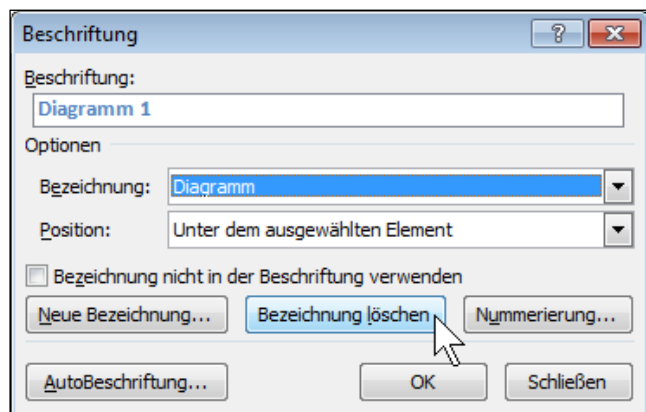 Beschriftung
Beschriftung:
Diagramm 1
Optionen
Bezeichnung: Diagramm
Position: Unter dem ausgewählten Element
Bezeichnung nicht in der Beschriftung verwenden
Neue Bezeichnung... Bezeichnung löschen Nummerierung...
AutoBeschriftung... OK Schließen